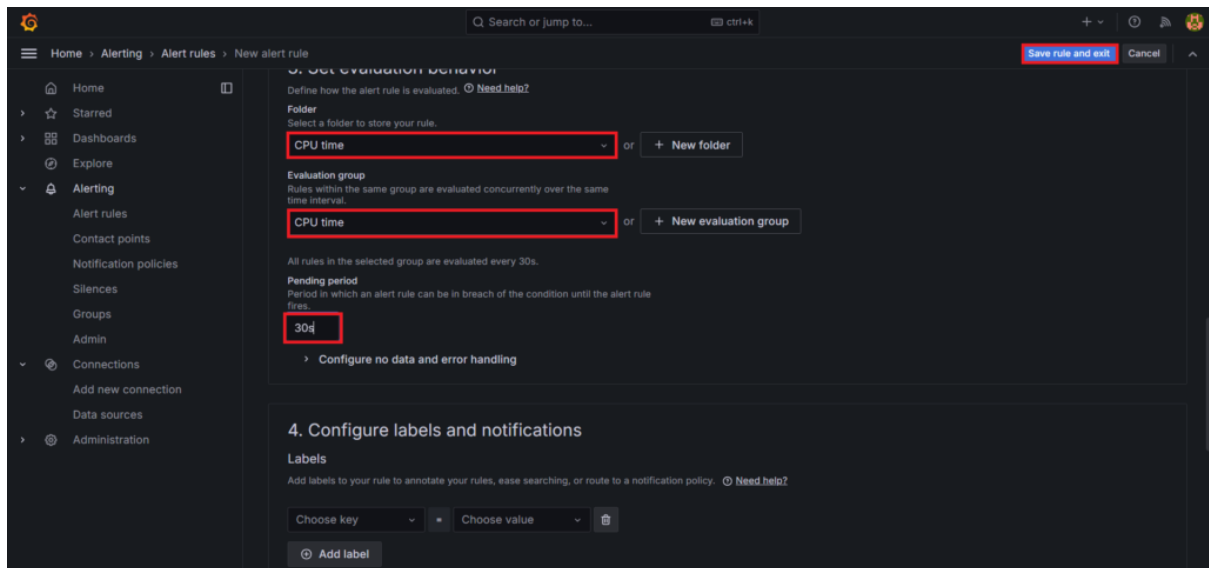 Search or jump to...
ctrl+k
Home › Alerting › Alert rules › New alert rule
Save rule and exit
Cancel
Home
Starred
Dashboards
Explore
Alerting
Alert rules
Contact points
Notification policies
Silences
Groups
Admin
Connections
Add new connection
Data sources
Administration
3. Set evaluation behavior
Define how the alert rule is evaluated. Need help?
Folder
Select a folder to store your rule.
CPU time
or
+ New folder
Evaluation group
Rules within the same group are evaluated concurrently over the same
time interval.
CPU time
or
+ New evaluation group
All rules in the selected group are evaluated every 30s.
Pending period
Period in which an alert rule can be in breach of the condition until the alert rule
fires.
30s
Configure no data and error handling
4. Configure labels and notifications
Labels
Add labels to your rule to annotate your rules, ease searching, or route to a notification policy. Need help?
Choose key
=
Choose value
Add label